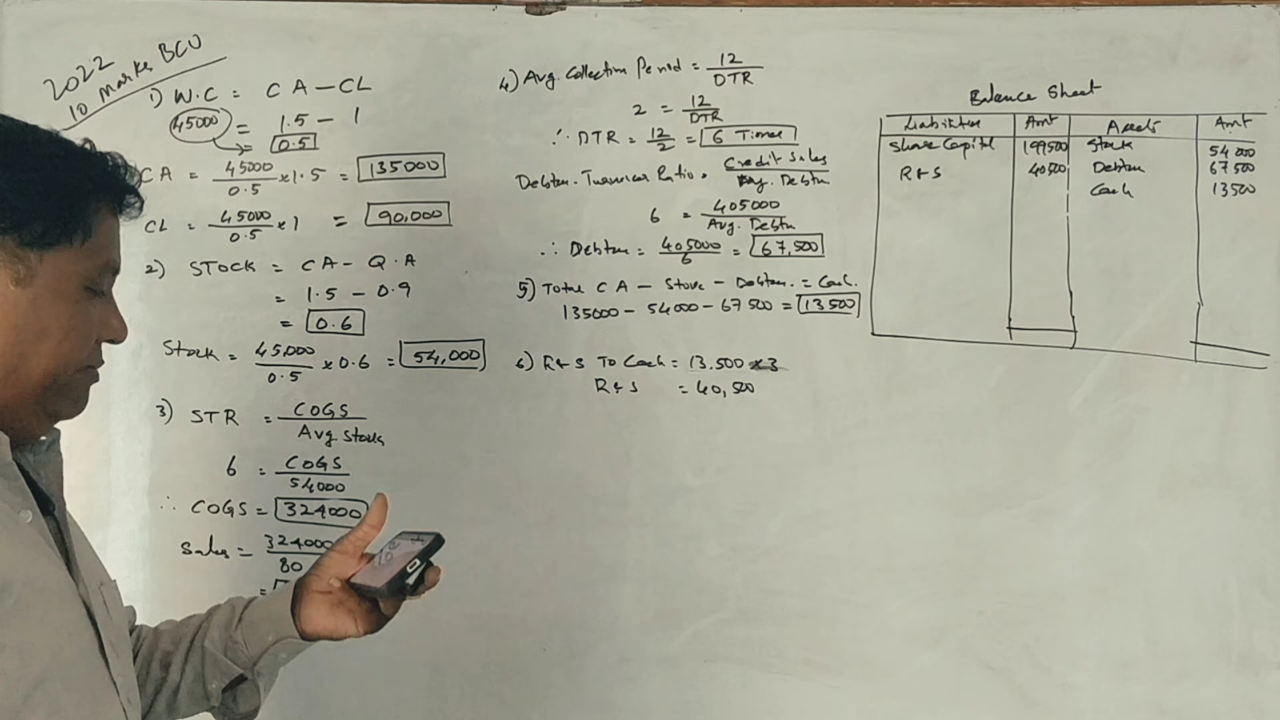 2022
10 Marks BCU
1) W.C = CA - CL
45000 = 1.5 - 1
0.5
CA = 45000/0.5 × 1.5 = 135000
CL = 45000/0.5 × 1 = 90,000
2) STOCK = CA - Q.A
= 1.5 - 0.9
= 0.6
Stock = 45,000/0.5 × 0.6 = 54,000
3) STR = COGS/Avg Stock
6 = COGS/54000
∴ COGS = 324000
Sales = 324000/80
=
4) Avg. Collection Period = 12/DTR
2 = 12/DTR
∴ DTR = 12/2 = 6 Times
Debtors Turnover Ratio = Credit Sales/Avg. Debtors
6 = 405000/Avg. Debtors
∴ Debtors = 405000/6 = 67,500
5) Total CA - Stock - Debtors = Cash.
135000 - 54000 - 67500 = 13500
6) R&S To Cash = 13.500 × 3
R&S = 40,500
Balance Sheet
Liabilities Amt Assets Amt
Share Capital 199500 Stock 54 000
R&S 40500 Debtors 67 500
Cash 13500